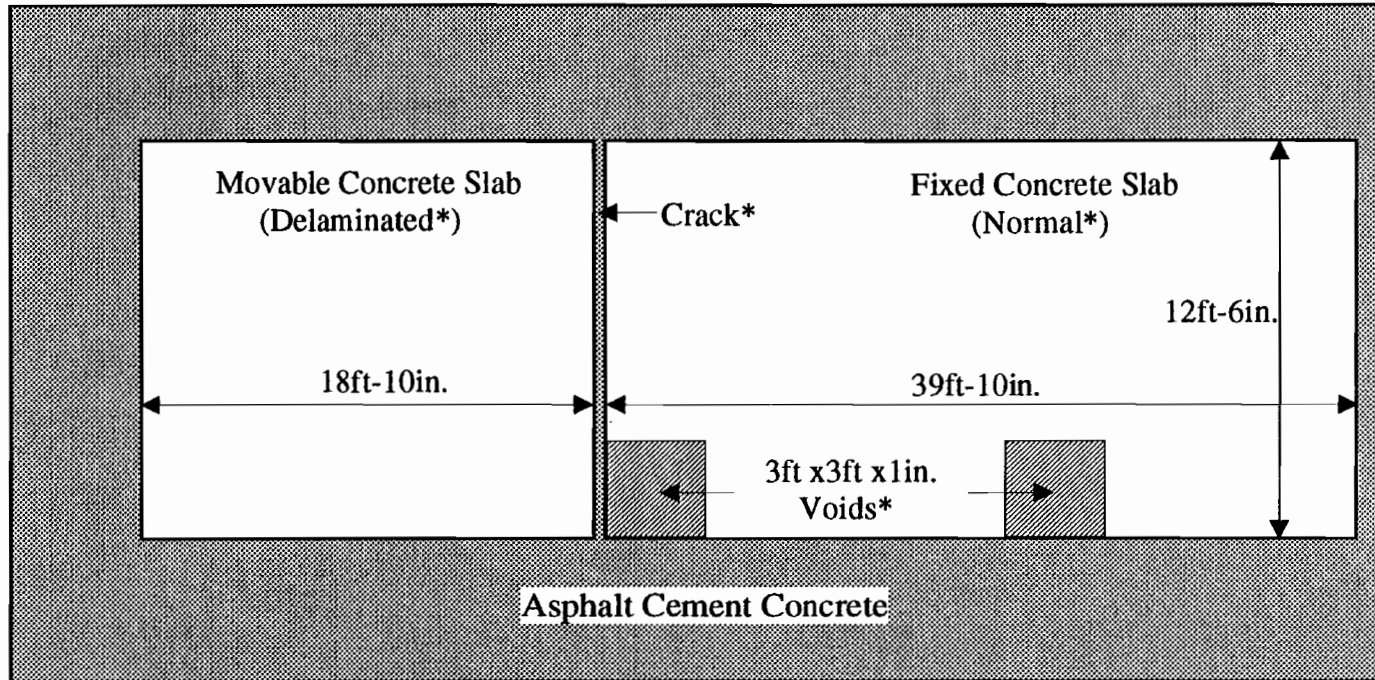 Movable Concrete Slab
(Delaminated*)
Fixed Concrete Slab
(Normal*)
Crack*
12ft-6in.
18ft-10in.
39ft-10in.
3ft x3ft x1in.
Voids*
Asphalt Cement Concrete